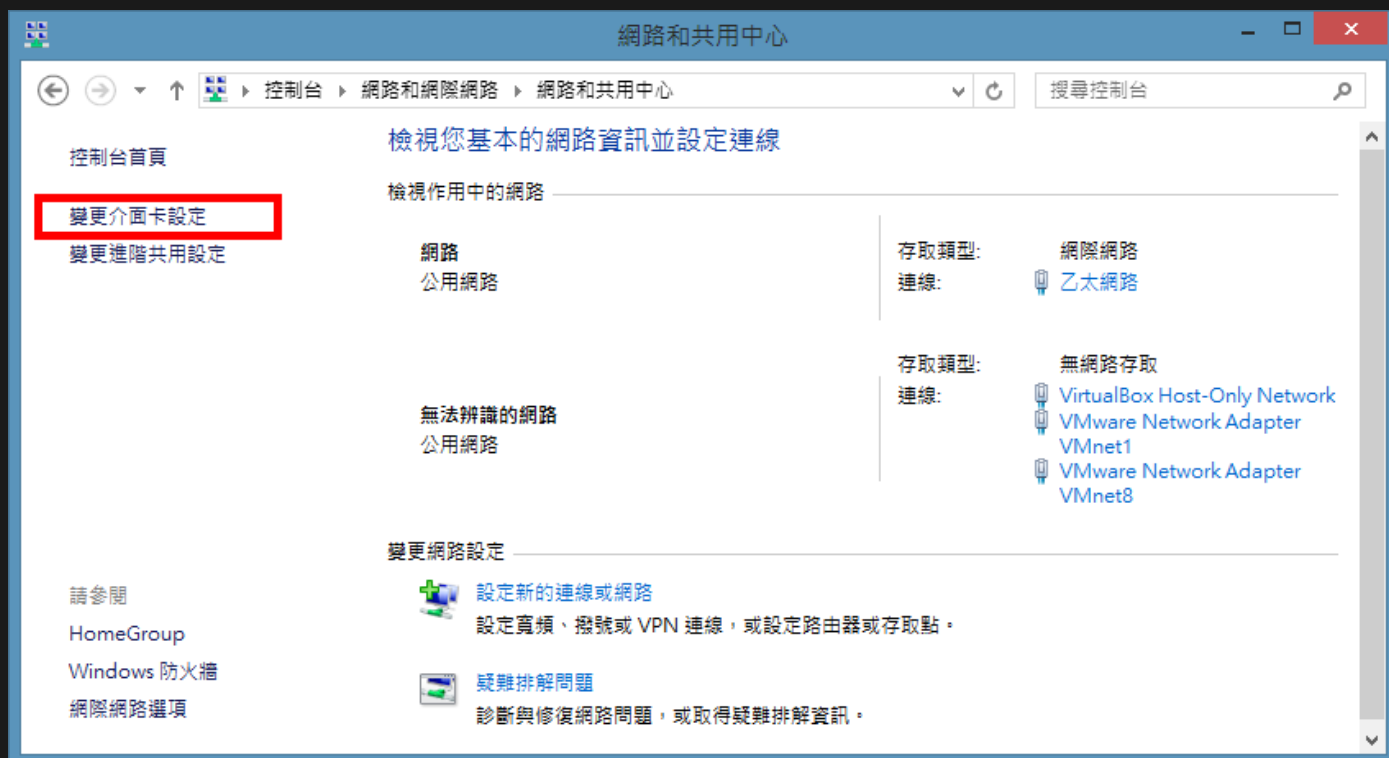 網路和共用中心
控制台 網路和網際網路 網路和共用中心
搜尋控制台
控制台首頁
變更介面卡設定
變更進階共用設定
檢視您基本的網路資訊並設定連線
檢視作用中的網路
網路
公用網路
存取類型: 網際網路
連線: 乙太網路
無法辨識的網路
公用網路
存取類型: 無網路存取
連線: VirtualBox Host-Only Network
VMware Network Adapter
VMnet1
VMware Network Adapter
VMnet8
變更網路設定
設定新的連線或網路
設定寬頻、撥號或 VPN 連線，或設定路由器或存取點。
疑難排解問題
診斷與修復網路問題，或取得疑難排解資訊。
請參閱
HomeGroup
Windows 防火牆
網際網路選項